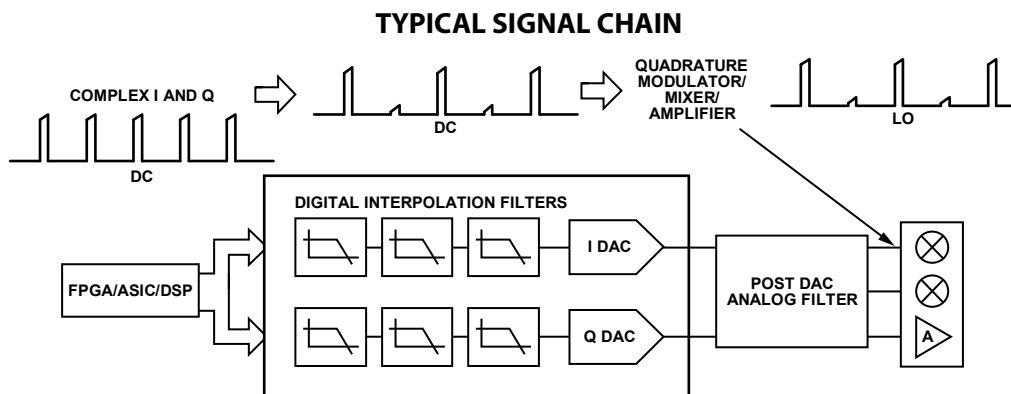 TYPICAL SIGNAL CHAIN
COMPLEX I AND Q
DC
DC
QUADRATURE
MODULATOR/
MIXER/
AMPLIFIER
LO
DIGITAL INTERPOLATION FILTERS
FPGA/ASIC/DSP
I DAC
Q DAC
POST DAC
ANALOG FILTER
A